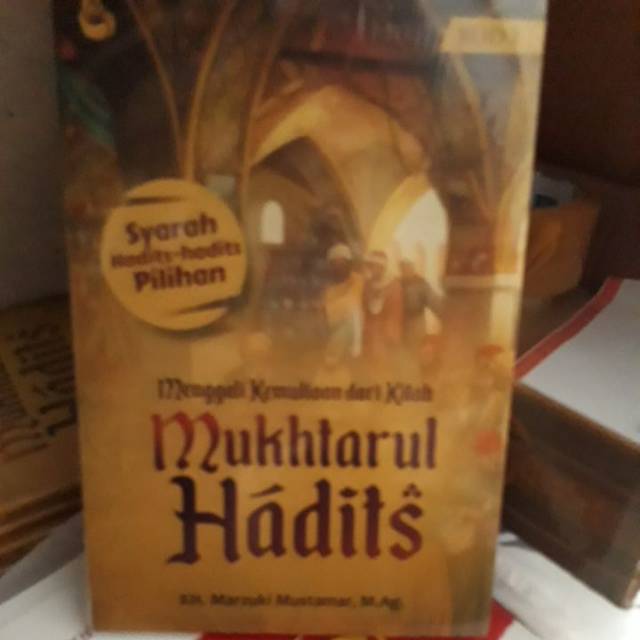 Syarah
Hadits-hadits
Pilihan
Menggali Kemuliaan dari Kitab
Mukhtarul
Hádits
KH. Marzuki Mustamar, M.Ag.